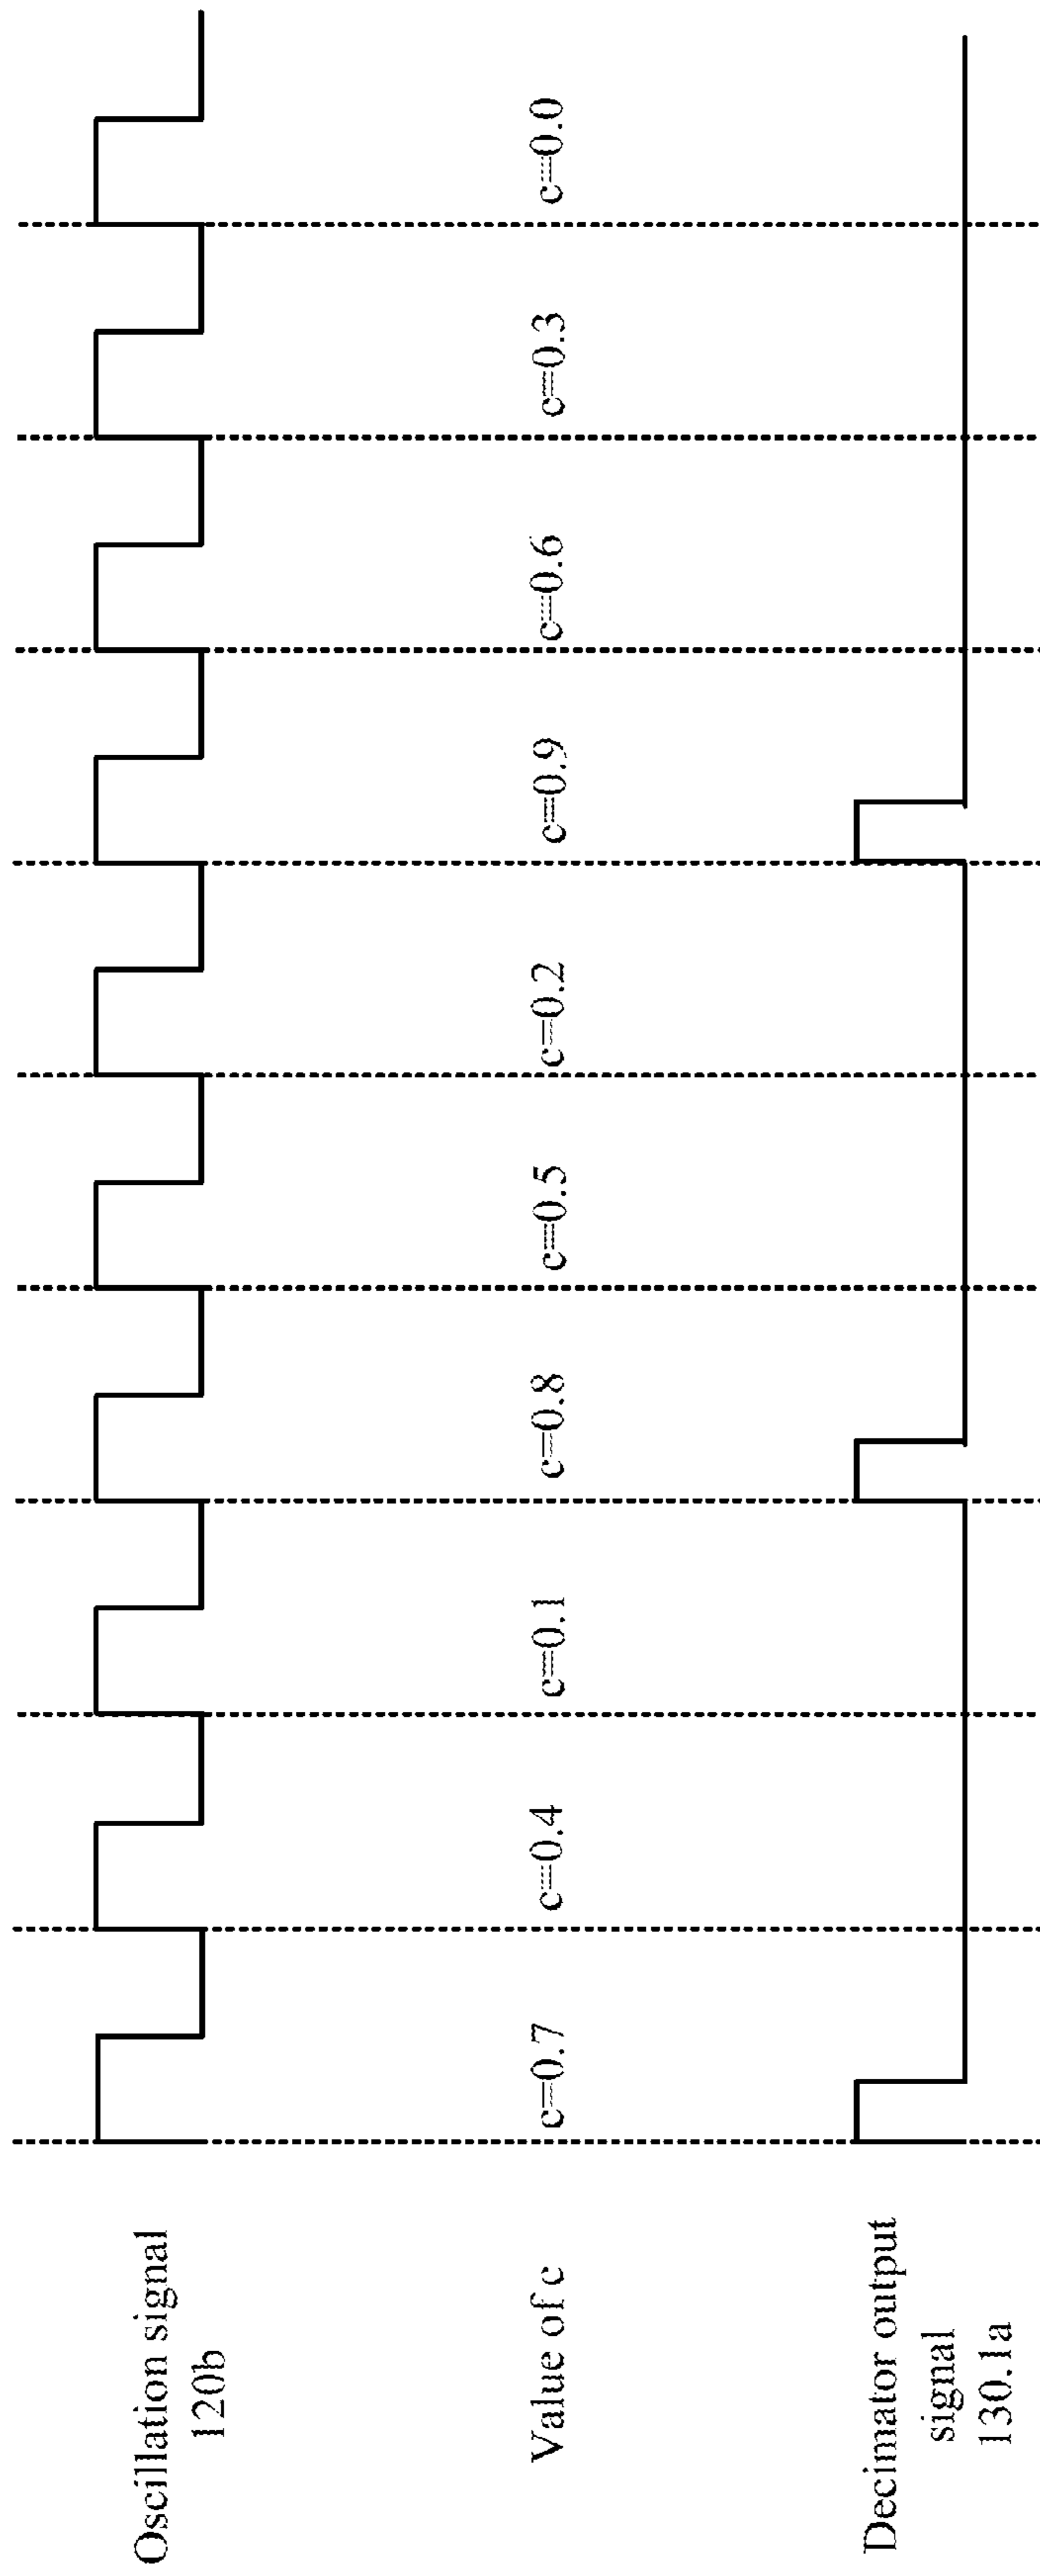 Oscillation signal
120b
Value of c
c=0.7
c=0.4
c=0.1
c=0.8
c=0.5
c=0.2
c=0.9
c=0.6
c=0.3
c=0.0
Decimator output
signal
130.1a